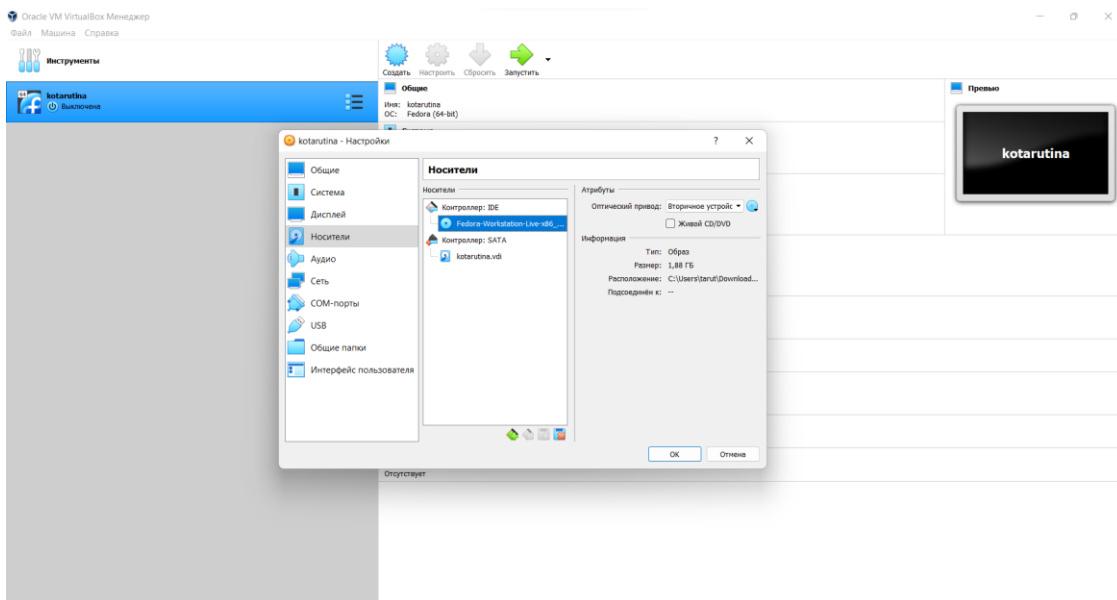 Oracle VM VirtualBox Менеджер
Файл Машина Справка
Инструменты
Создать Настроить Сбросить Запустить
64
kotarutina
Выключена
Общие
Имя: kotarutina
ОС: Fedora (64-bit)
Превью
kotarutina
kotarutina - Настройки
?
Общие
Система
Дисплей
Носители
Аудио
Сеть
COM-порты
USB
Общие папки
Интерфейс пользователя
Носители
Носители
Контроллер: IDE
Fedora-Workstation-Live-x86_...
Контроллер: SATA
kotarutina.vdi
Атрибуты
Оптический привод: Вторичное устройс
Живой CD/DVD
Информация
Тип: Образ
Размер: 1,88 ГБ
Расположение: C:\Users\tarut\Download...
Подсоединён к: --
OK Отмена
Отсутствует